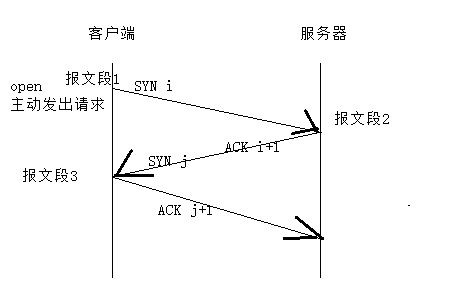 客户端
服务器
报文段1
open
主动发出请求
SYN i
报文段2
SYN j
ACK i+1
报文段3
ACK j+1